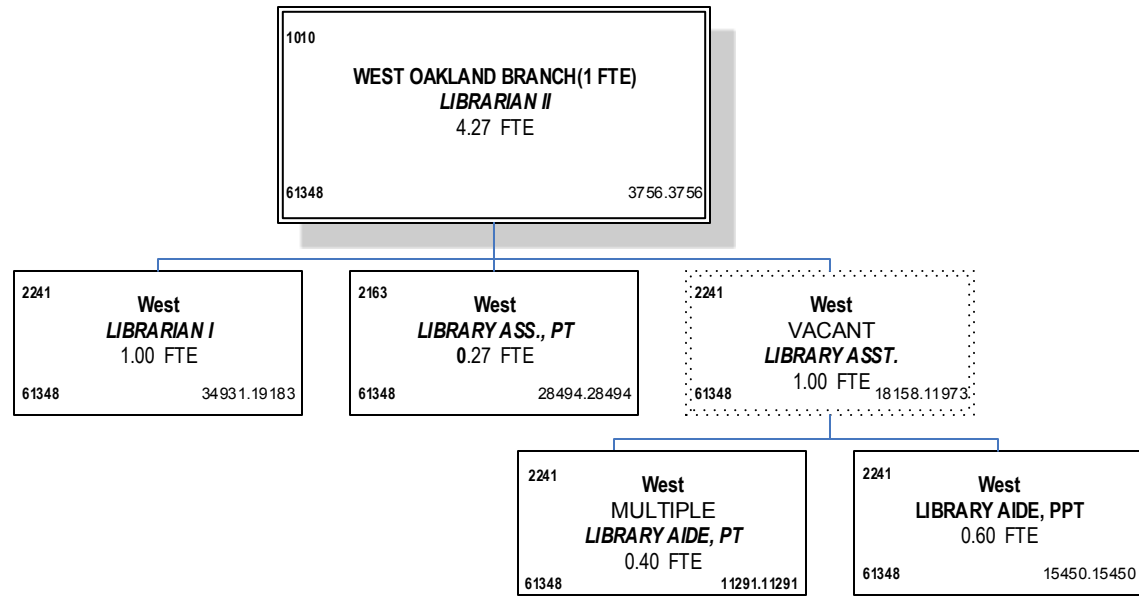 1010
WEST OAKLAND BRANCH(1 FTE)
LIBRARIAN II
4.27 FTE
61348 3756.3756
2241
West
LIBRARIAN I
1.00 FTE
61348 34931.19183
2163
West
LIBRARY ASS., PT
0.27 FTE
61348 28494.28494
2241
West
VACANT
LIBRARY ASST.
1.00 FTE
61348 18158.11973
2241
West
MULTIPLE
LIBRARY AIDE, PT
0.40 FTE
61348 11291.11291
2241
West
LIBRARY AIDE, PPT
0.60 FTE
61348 15450.15450